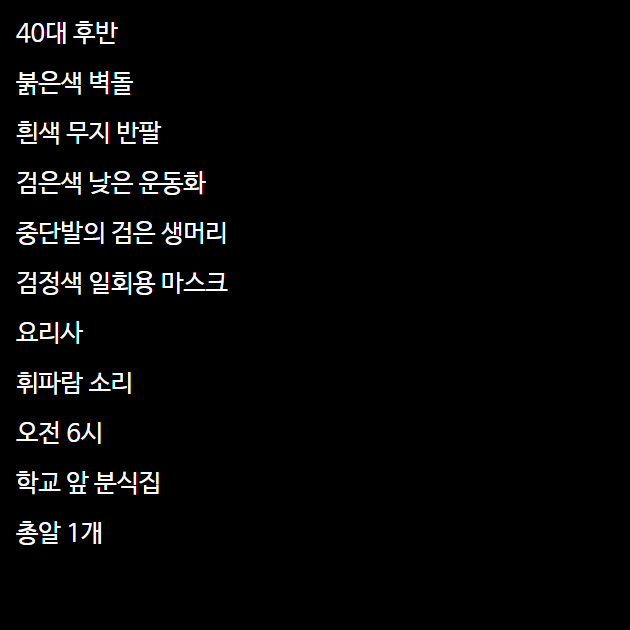 40대 후반
붉은색 벽돌
흰색 무지 반팔
검은색 낮은 운동화
중단발의 검은 생머리
검정색 일회용 마스크
요리사
휘파람 소리
오전 6시
학교 앞 분식집
총알 1개